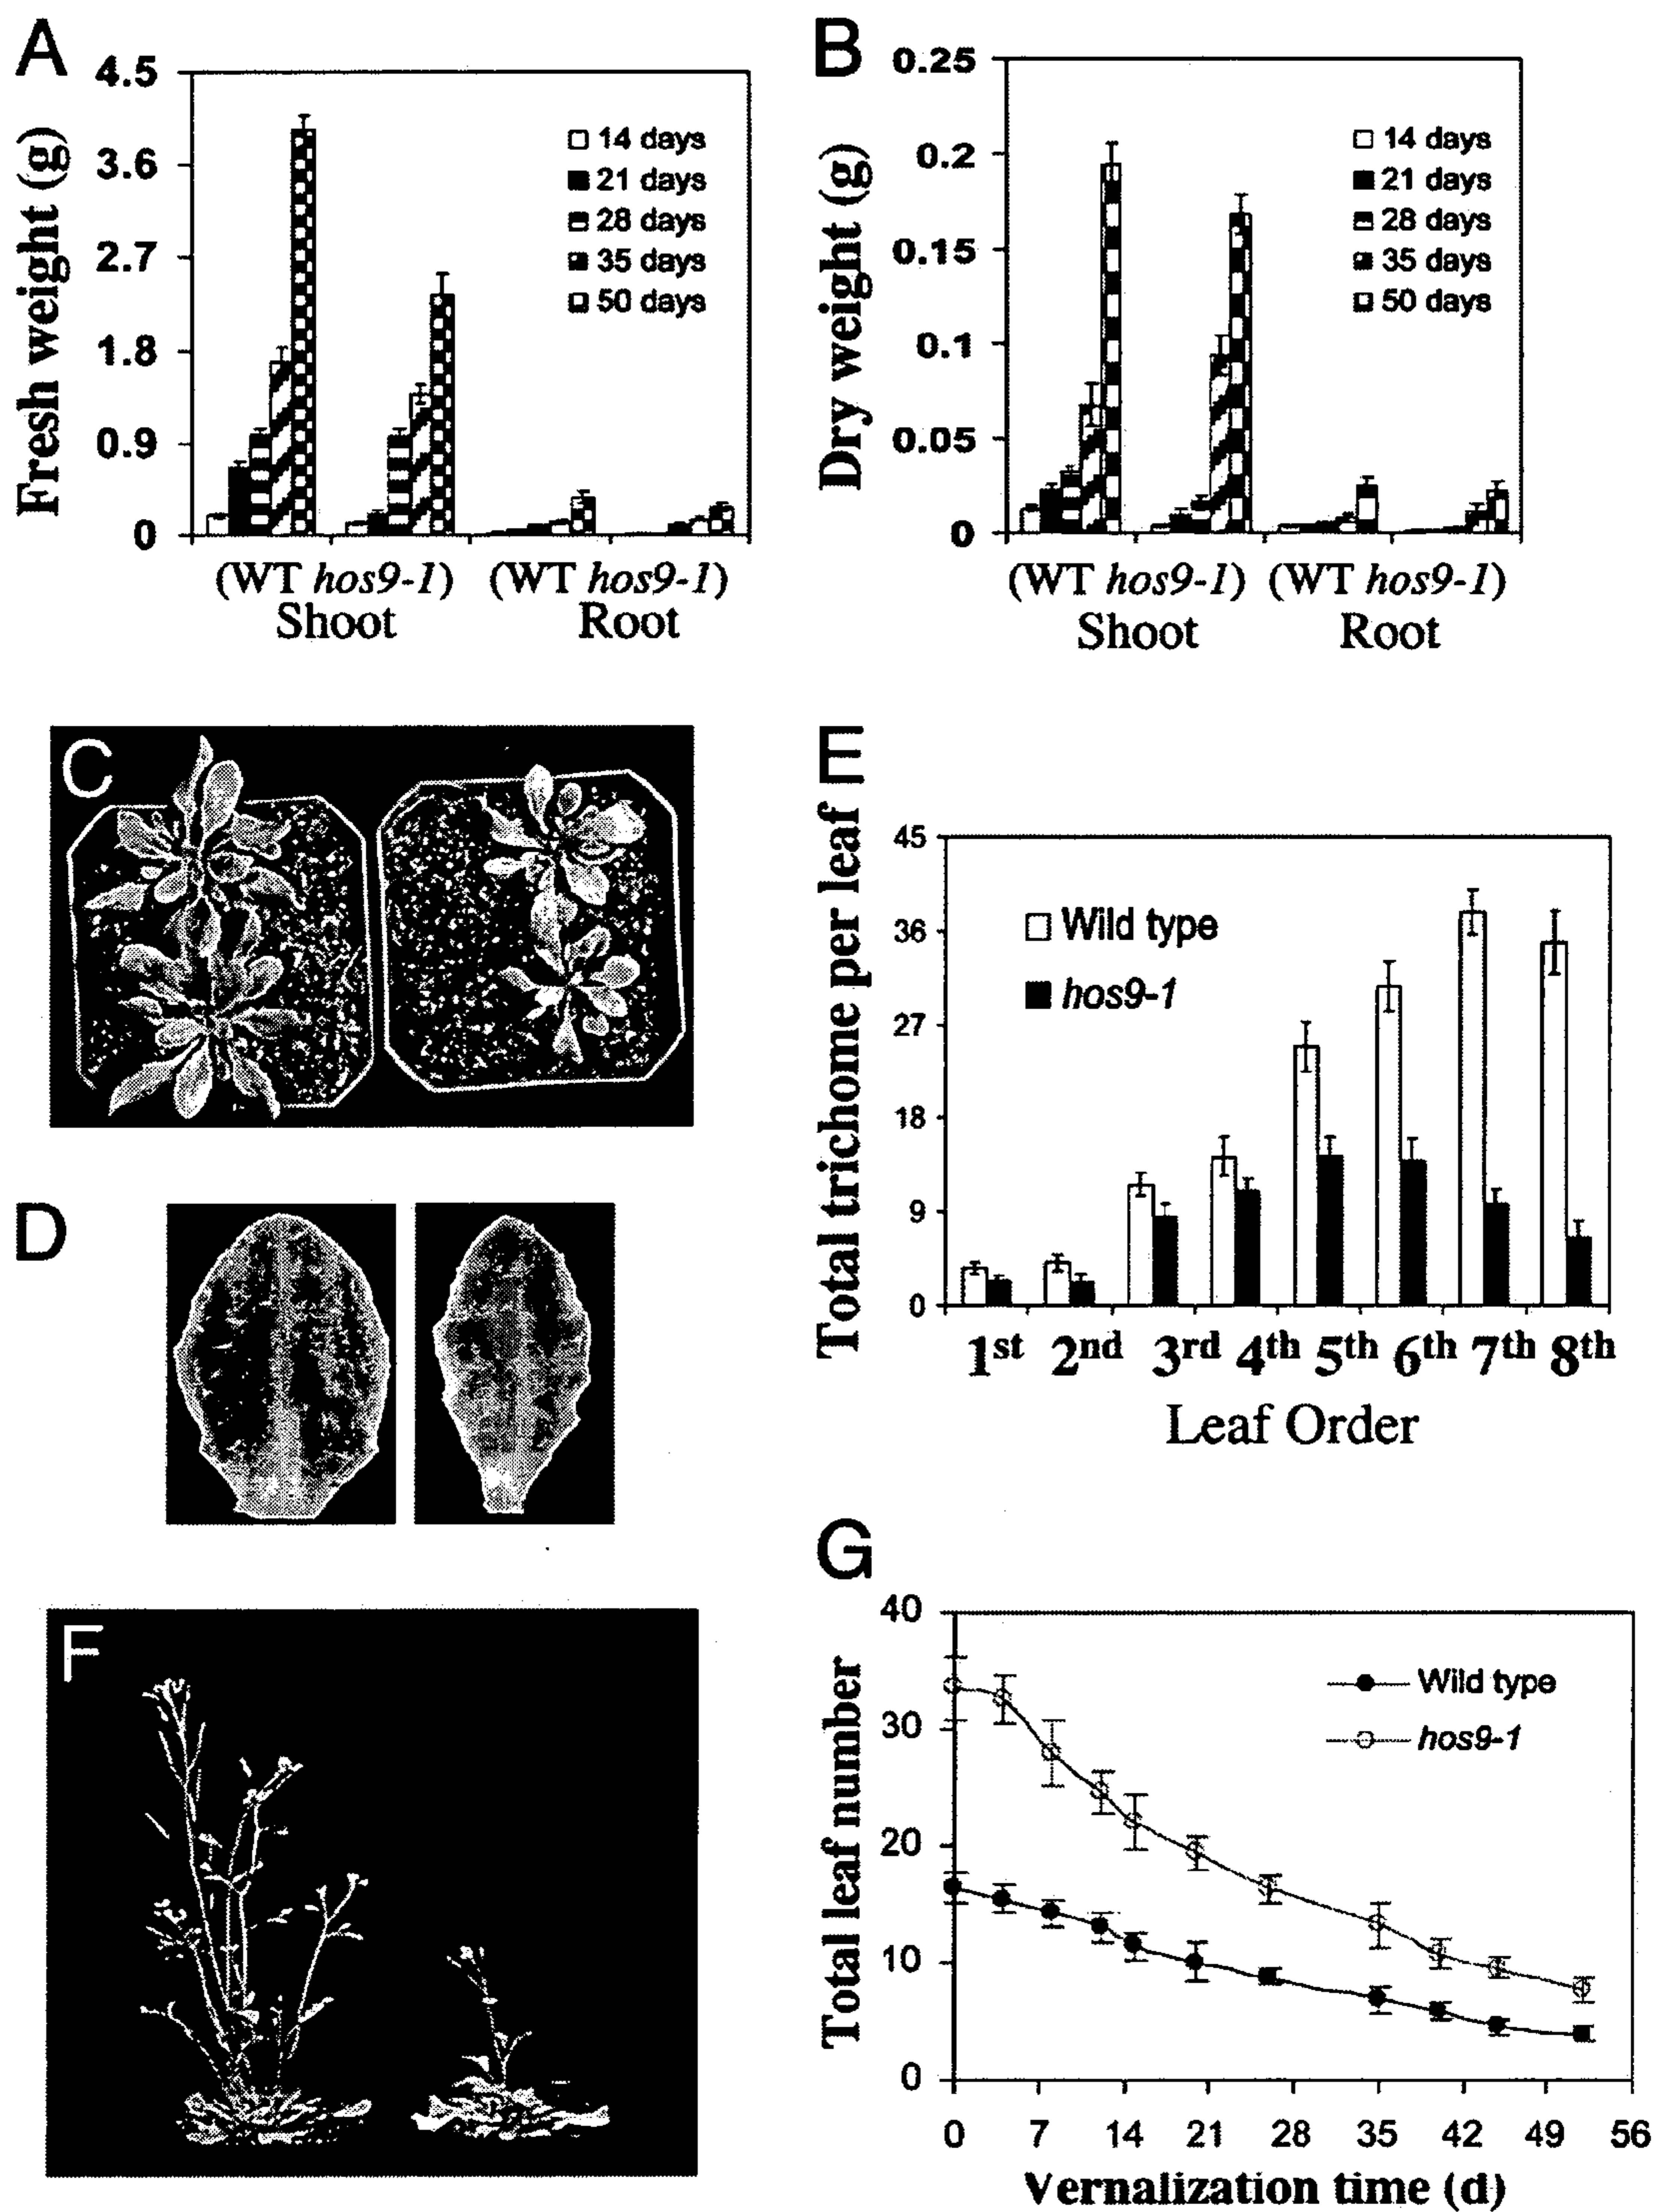 A
Fresh weight (g)
4.5
3.6
2.7
1.8
0.9
0
14 days
21 days
28 days
35 days
50 days
(WT hos9-1) (WT hos9-1)
Shoot Root
B
Dry weight (g)
0.25
0.2
0.15
0.1
0.05
0
14 days
21 days
28 days
35 days
50 days
(WT hos9-1) (WT hos9-1)
Shoot Root
C
D
E
Total trichome per leaf
45
36
27
18
9
0
Wild type
hos9-1
1st 2nd 3rd 4th 5th 6th 7th 8th
Leaf Order
F
G
Total leaf number
40
30
20
10
0
Wild type
hos9-1
0 7 14 21 28 35 42 49 56
Vernalization time (d)